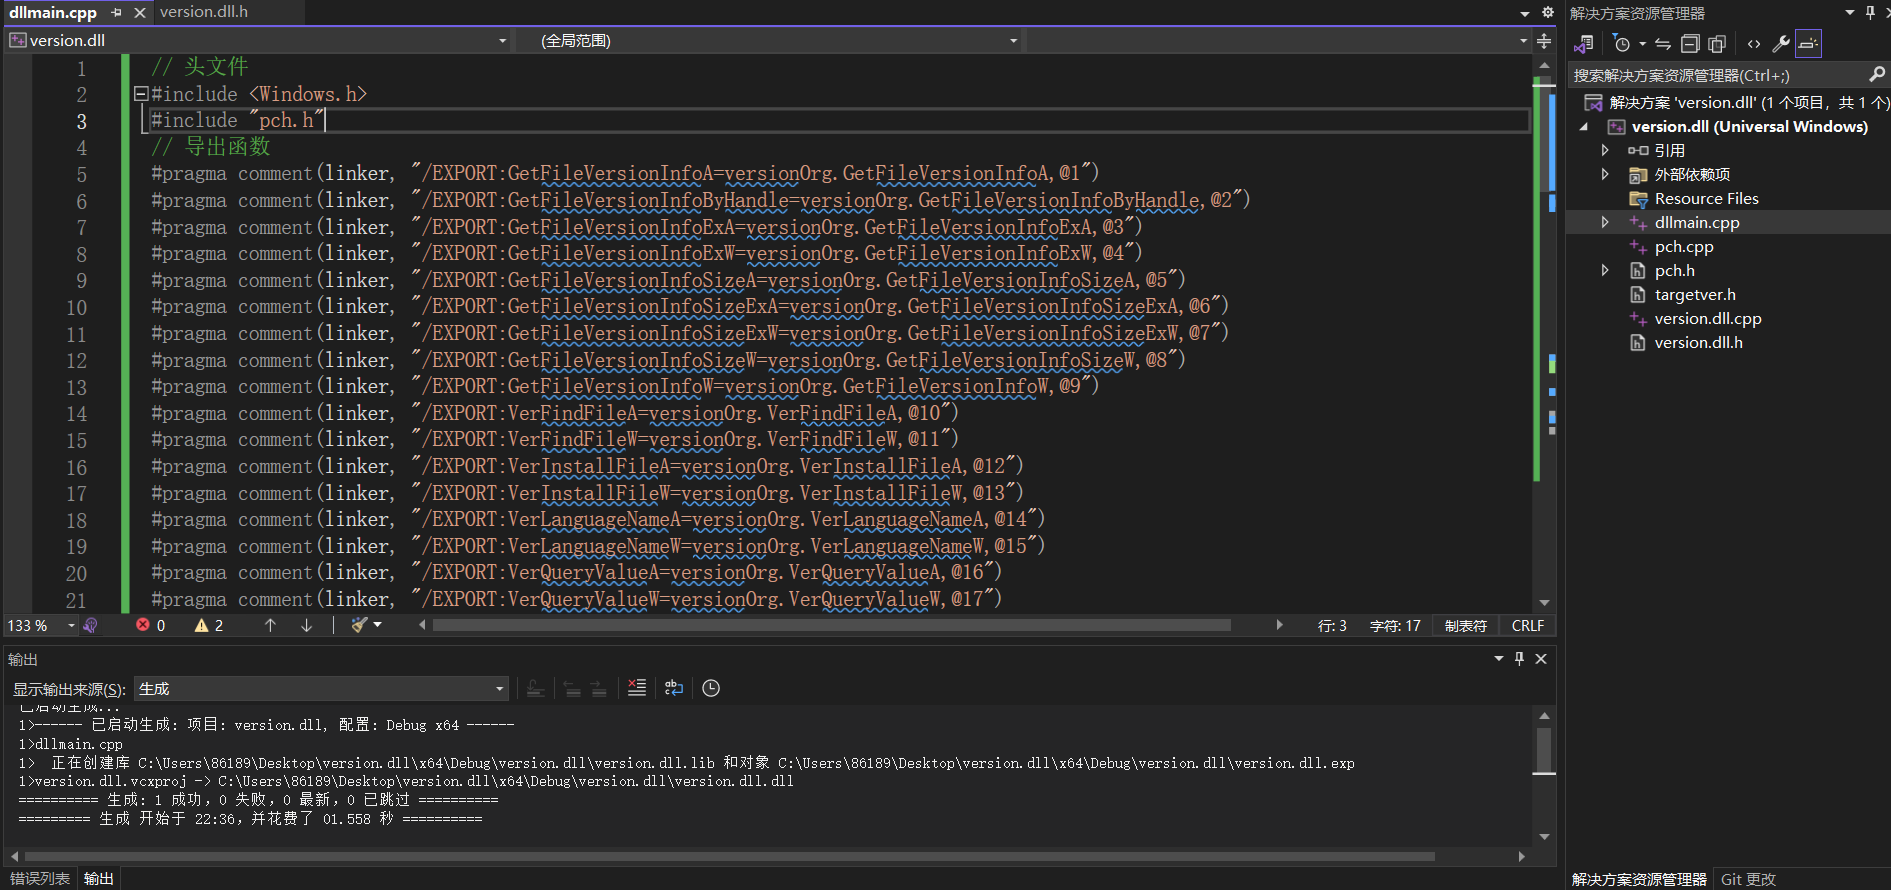 dllmain.cpp
version.dll.h
version.dll
(全局范围)
1 // 头文件
2 #include <Windows.h>
3 #include "pch.h"
4 // 导出函数
5 #pragma comment(linker, "/EXPORT:GetFileVersionInfoA=versionOrg.GetFileVersionInfoA,@1")
6 #pragma comment(linker, "/EXPORT:GetFileVersionInfoByHandle=versionOrg.GetFileVersionInfoByHandle,@2")
7 #pragma comment(linker, "/EXPORT:GetFileVersionInfoExA=versionOrg.GetFileVersionInfoExA,@3")
8 #pragma comment(linker, "/EXPORT:GetFileVersionInfoExW=versionOrg.GetFileVersionInfoExW,@4")
9 #pragma comment(linker, "/EXPORT:GetFileVersionInfoSizeA=versionOrg.GetFileVersionInfoSizeA,@5")
10 #pragma comment(linker, "/EXPORT:GetFileVersionInfoSizeExA=versionOrg.GetFileVersionInfoSizeExA,@6")
11 #pragma comment(linker, "/EXPORT:GetFileVersionInfoSizeExW=versionOrg.GetFileVersionInfoSizeExW,@7")
12 #pragma comment(linker, "/EXPORT:GetFileVersionInfoSizeW=versionOrg.GetFileVersionInfoSizeW,@8")
13 #pragma comment(linker, "/EXPORT:GetFileVersionInfoW=versionOrg.GetFileVersionInfoW,@9")
14 #pragma comment(linker, "/EXPORT:VerFindFileA=versionOrg.VerFindFileA,@10")
15 #pragma comment(linker, "/EXPORT:VerFindFileW=versionOrg.VerFindFileW,@11")
16 #pragma comment(linker, "/EXPORT:VerInstallFileA=versionOrg.VerInstallFileA,@12")
17 #pragma comment(linker, "/EXPORT:VerInstallFileW=versionOrg.VerInstallFileW,@13")
18 #pragma comment(linker, "/EXPORT:VerLanguageNameA=versionOrg.VerLanguageNameA,@14")
19 #pragma comment(linker, "/EXPORT:VerLanguageNameW=versionOrg.VerLanguageNameW,@15")
20 #pragma comment(linker, "/EXPORT:VerQueryValueA=versionOrg.VerQueryValueA,@16")
21 #pragma comment(linker, "/EXPORT:VerQueryValueW=versionOrg.VerQueryValueW,@17")
133 % 0 2 行: 3 字符: 17 制表符 CRLF
输出
显示输出来源(S): 生成
已启动生成...
1>------ 已启动生成: 项目: version.dll, 配置: Debug x64 ------
1>dllmain.cpp
1> 正在创建库 C:\Users\86189\Desktop\version.dll\x64\Debug\version.dll\version.dll.lib 和对象 C:\Users\86189\Desktop\version.dll\x64\Debug\version.dll\version.dll.exp
1>version.dll.vcxproj -> C:\Users\86189\Desktop\version.dll\x64\Debug\version.dll\version.dll.dll
========== 生成: 1 成功，0 失败，0 最新，0 已跳过 ==========
========= 生成 开始于 22:36，并花费了 01.558 秒 ==========
错误列表 输出
解决方案资源管理器
搜索解决方案资源管理器(Ctrl+;)
解决方案 'version.dll' (1 个项目，共 1 个)
version.dll (Universal Windows)
引用
外部依赖项
Resource Files
dllmain.cpp
pch.cpp
pch.h
targetver.h
version.dll.cpp
version.dll.h
解决方案资源管理器 Git 更改